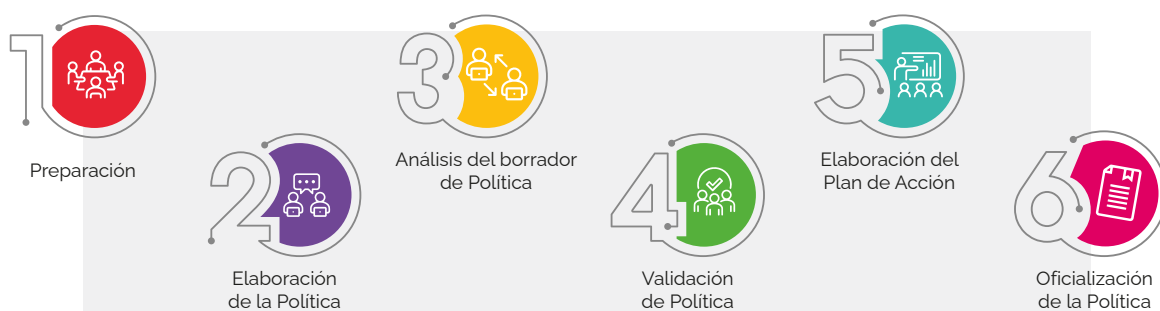 1
Preparación
2
Elaboración
de la Política
3
Análisis del borrador
de Política
4
Validación
de Política
5
Elaboración del
Plan de Acción
6
Oficialización
de la Política